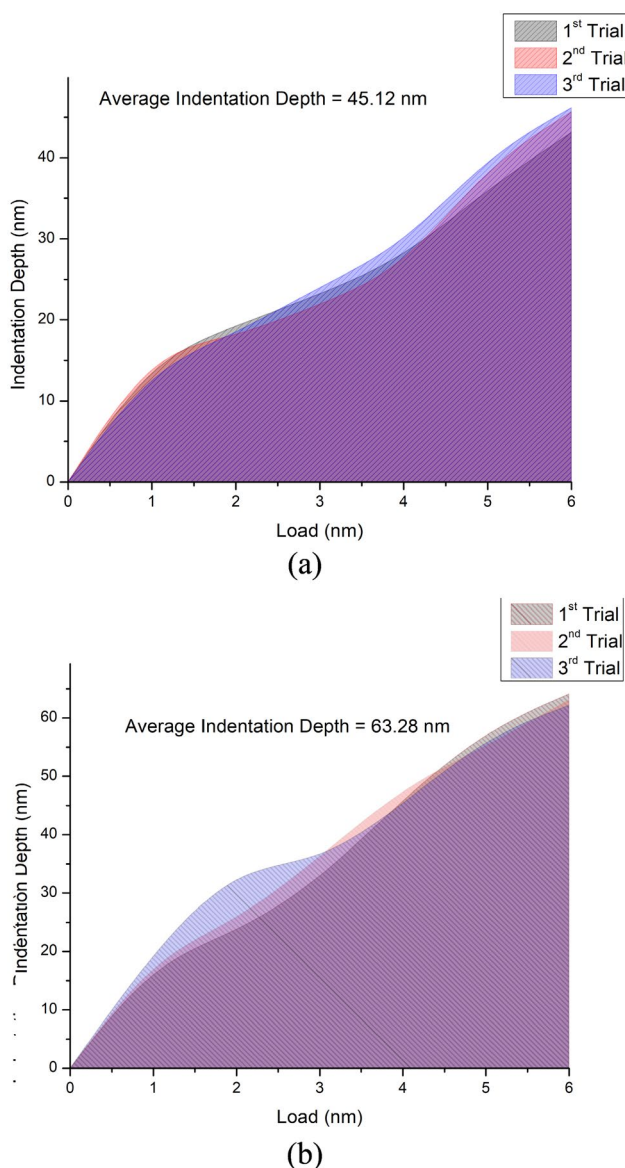 1st Trial
2nd Trial
3rd Trial
Average Indentation Depth = 45.12 nm
Indentation Depth (nm)
40
30
20
10
0
0 1 2 3 4 5 6
Load (nm)
(a)
1st Trial
2nd Trial
3rd Trial
Average Indentation Depth = 63.28 nm
Indentation Depth (nm)
60
50
40
30
20
10
0
0 1 2 3 4 5 6
Load (nm)
(b)